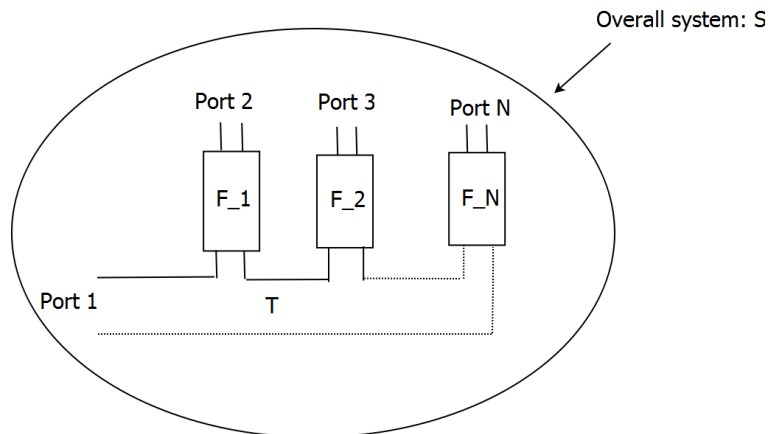 Overall system: S
Port 2
Port 3
Port N
F_1
F_2
F_N
Port 1
T